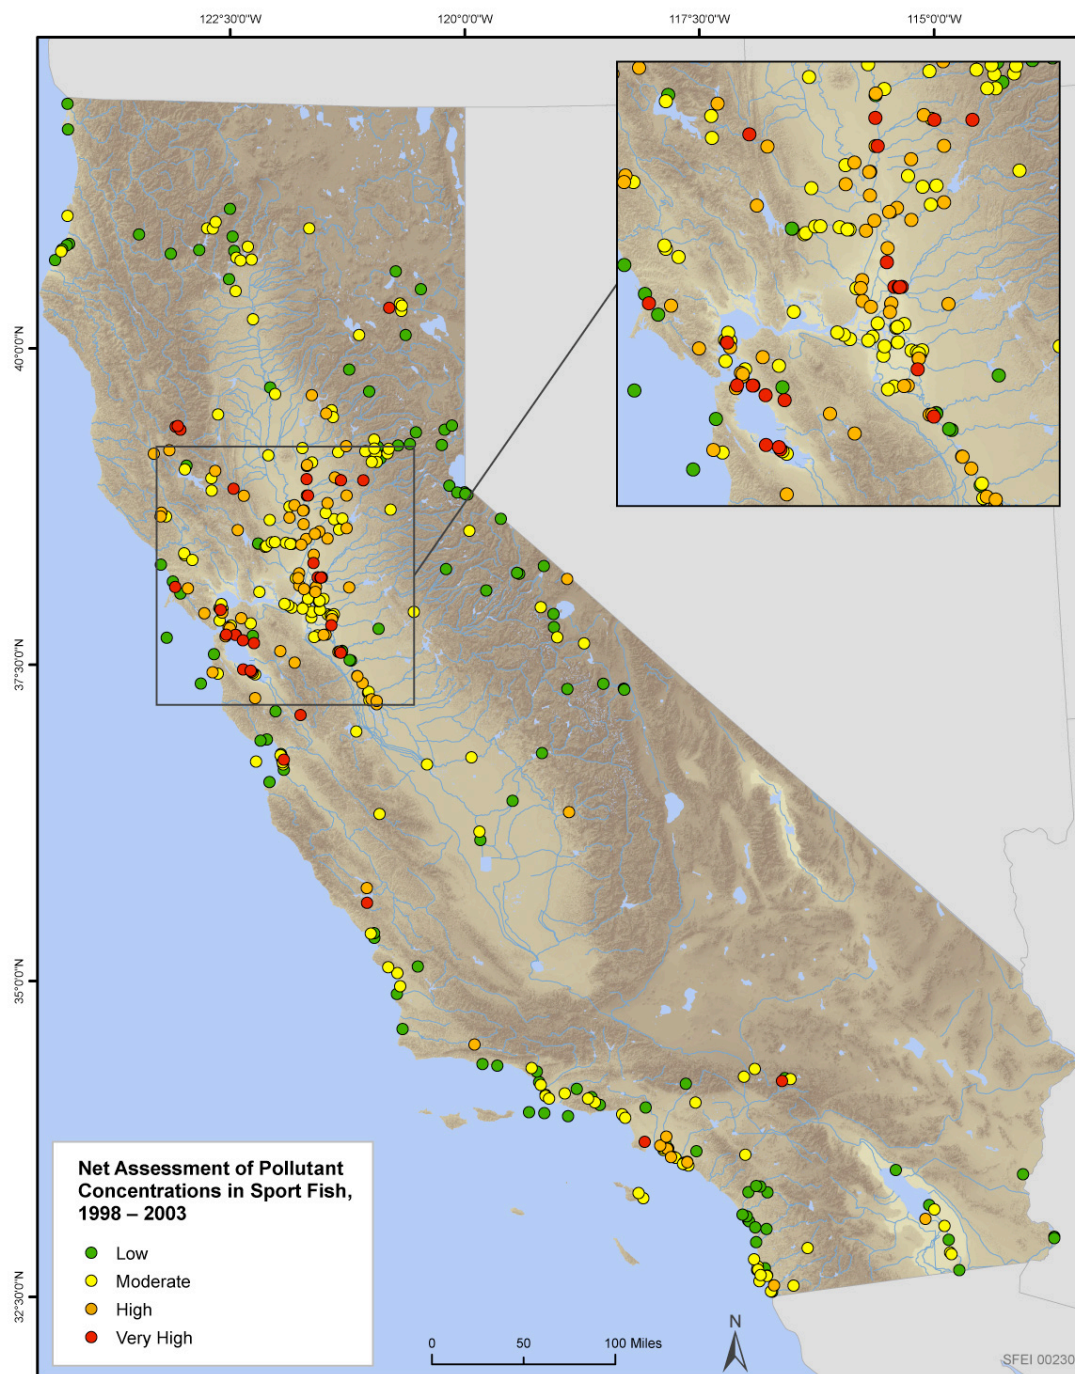 122°30'0"W 120°0'0"W 117°30'0"W 115°0'0"W
40°0'0"N
37°30'0"N
35°0'0"N
32°30'0"N
Net Assessment of Pollutant
Concentrations in Sport Fish,
1998 – 2003
Low
Moderate
High
Very High
0 50 100 Miles
N
SFEI 00230